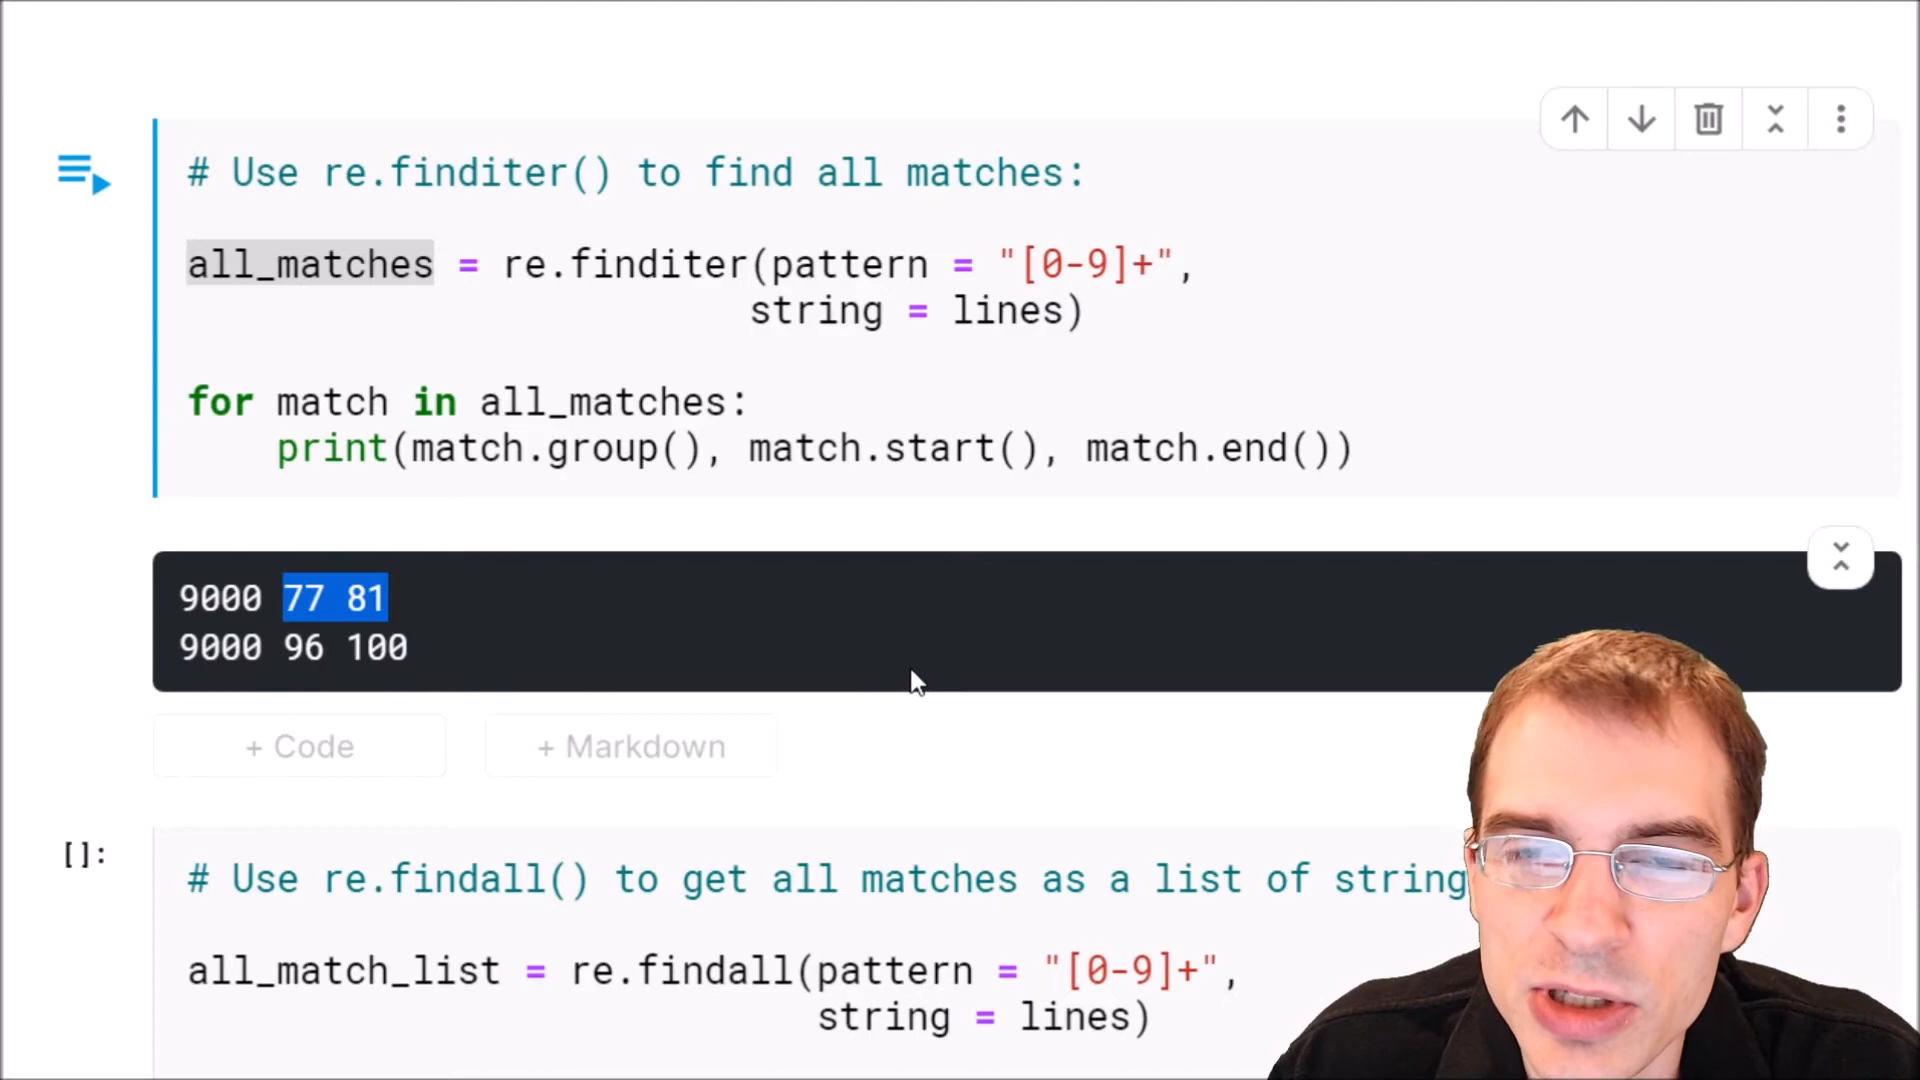 # Use re.finditer() to find all matches:
all_matches = re.finditer(pattern = "[0-9]+",
string = lines)
for match in all_matches:
print(match.group(), match.start(), match.end())
9000 77 81
9000 96 100
+ Code + Markdown
[]:
# Use re.findall() to get all matches as a list of string
all_match_list = re.findall(pattern = "[0-9]+",
string = lines)